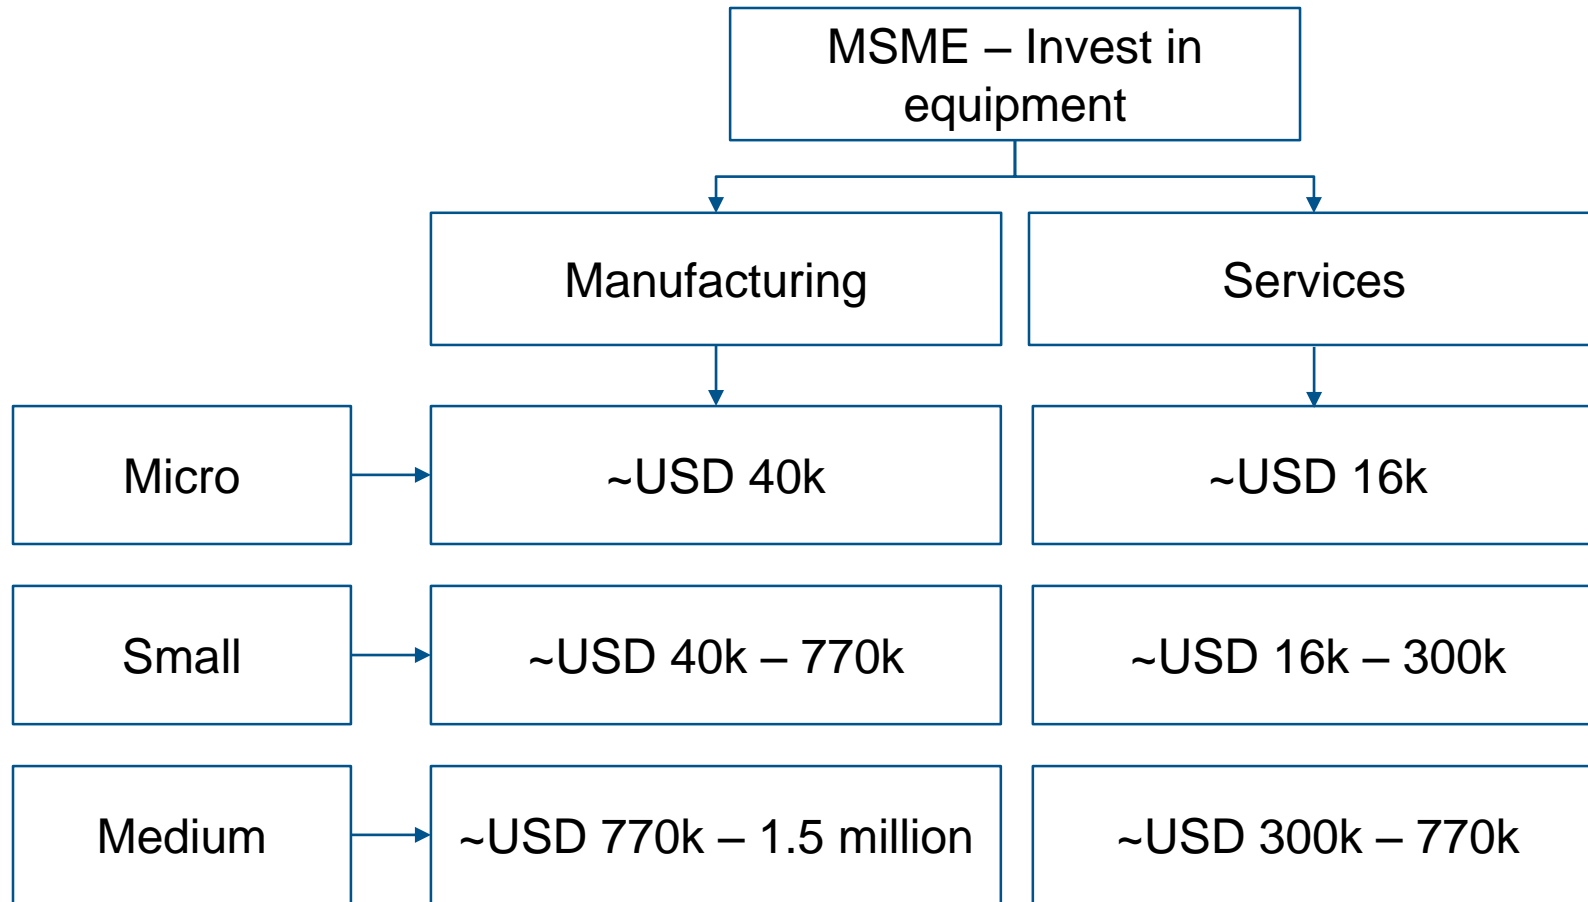 MSME – Invest in
equipment
Manufacturing
Services
Micro
~USD 40k
~USD 16k
Small
~USD 40k – 770k
~USD 16k – 300k
Medium
~USD 770k – 1.5 million
~USD 300k – 770k